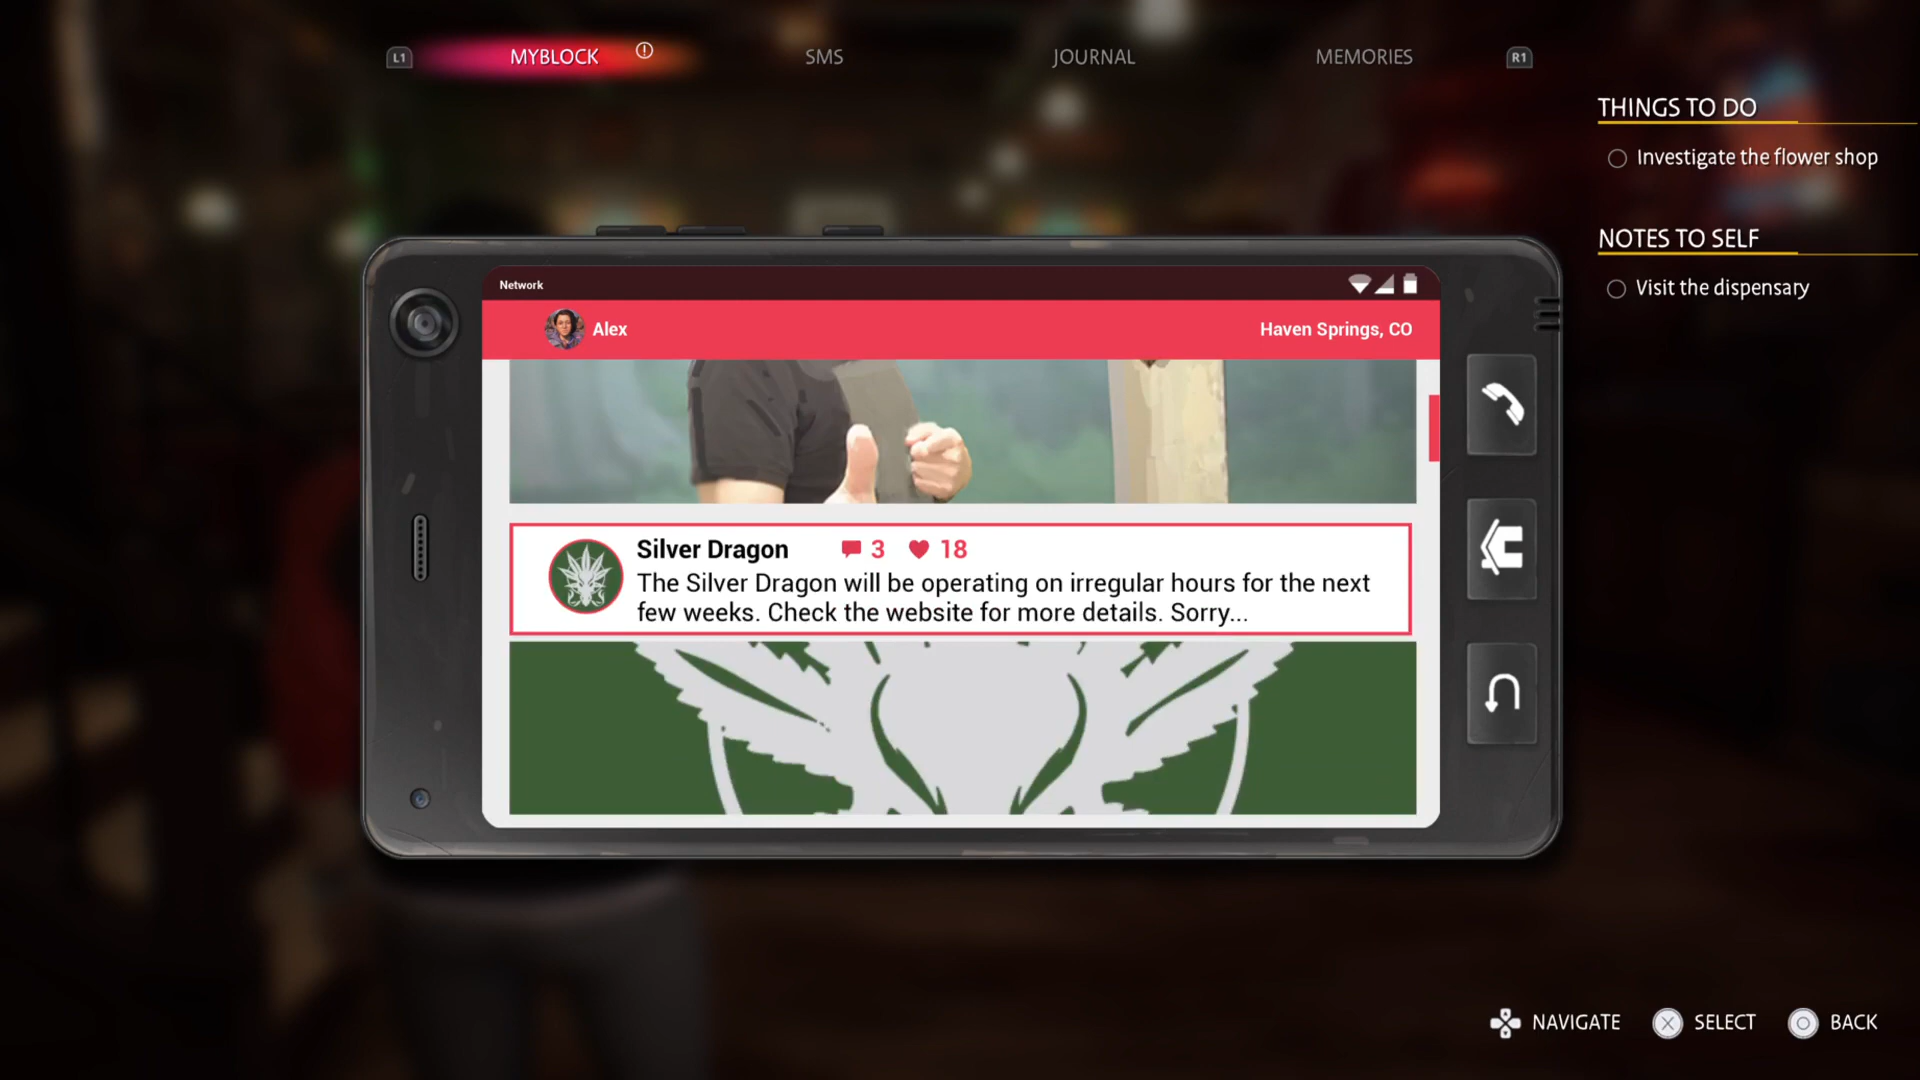 L1
MYBLOCK
SMS
JOURNAL
MEMORIES
R1
THINGS TO DO
Investigate the flower shop
NOTES TO SELF
Visit the dispensary
Network
Alex
Haven Springs, CO
Silver Dragon 3 18
The Silver Dragon will be operating on irregular hours for the next
few weeks. Check the website for more details. Sorry...
NAVIGATE
SELECT
BACK